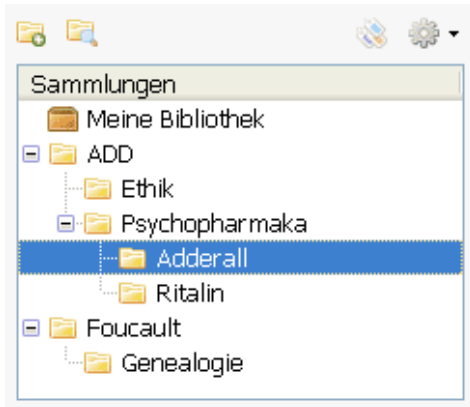 Sammlungen
Meine Bibliothek
ADD
Ethik
Psychopharmaka
Adderall
Ritalin
Foucault
Genealogie